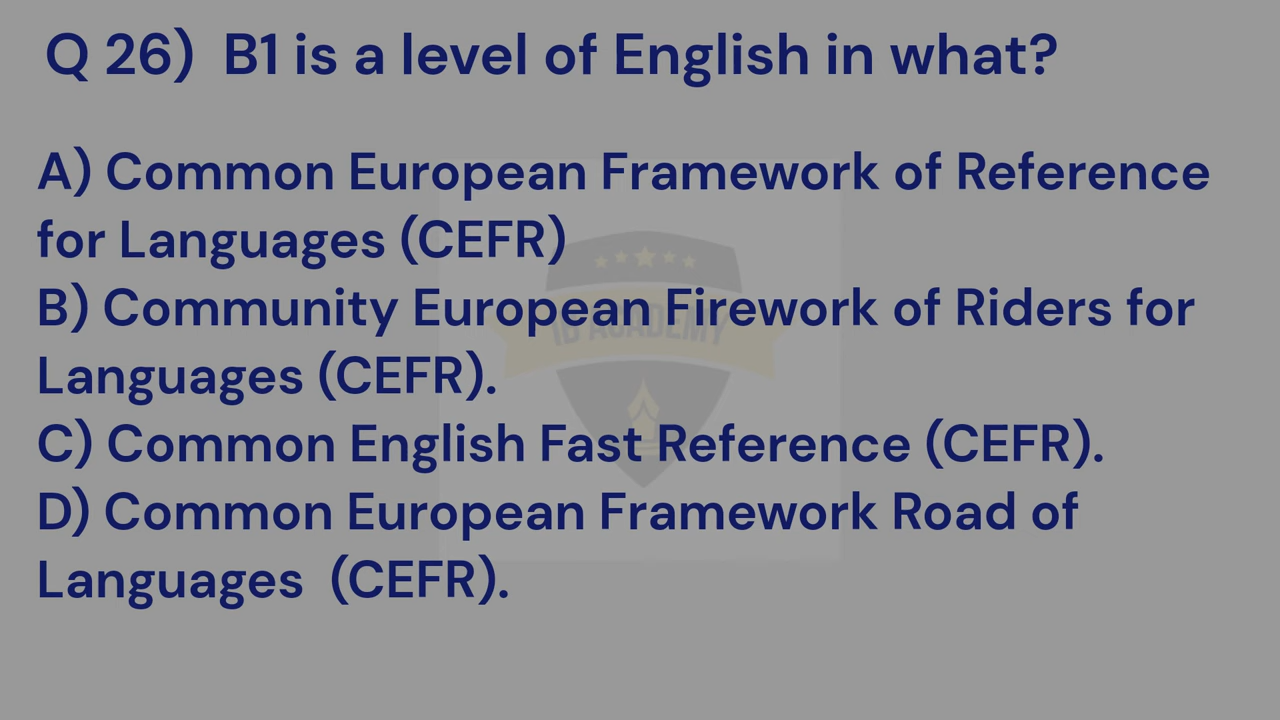 Q 26) B1 is a level of English in what?
A) Common European Framework of Reference
for Languages (CEFR)
B) Community European Firework of Riders for
Languages (CEFR).
C) Common English Fast Reference (CEFR).
D) Common European Framework Road of
Languages (CEFR).
ACADEMY